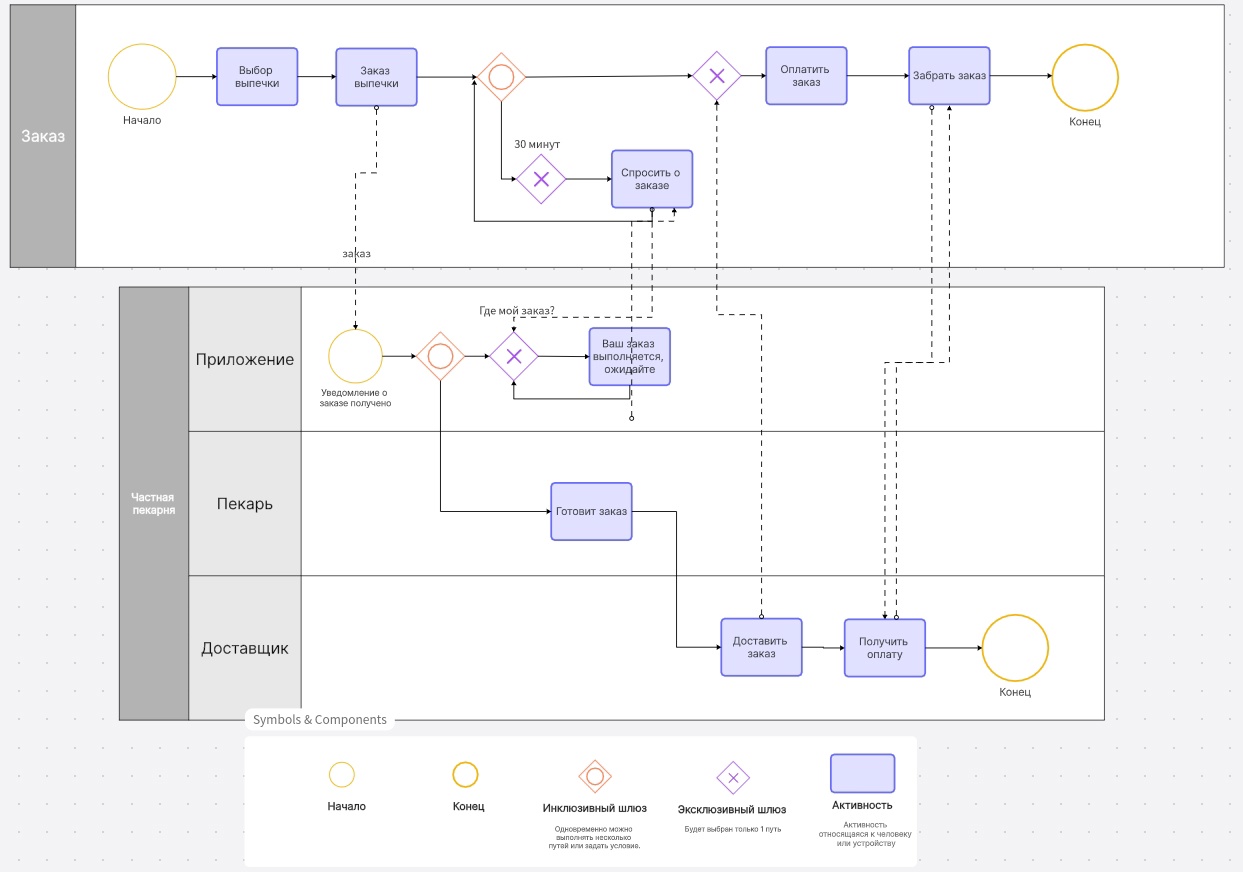 Заказ
Начало
Выбор
выпечки
Заказ
выпечки
30 минут
Спросить о
заказе
Оплатить
заказ
Забрать заказ
Конец
заказ
Частная
пекарня
Приложение
Уведомление о
заказе получено
Где мой заказ?
Ваш заказ
выполняется,
ожидайте
Пекарь
Готовит заказ
Доставщик
Доставить
заказ
Получить
оплату
Конец
Symbols & Components
Начало
Конец
Инклюзивный шлюз
Одновременно можно
выполнять несколько
путей или задать условие.
Эксклюзивный шлюз
Будет выбран только 1 путь
Активность
Активность
относящаяся к человеку
или устройству